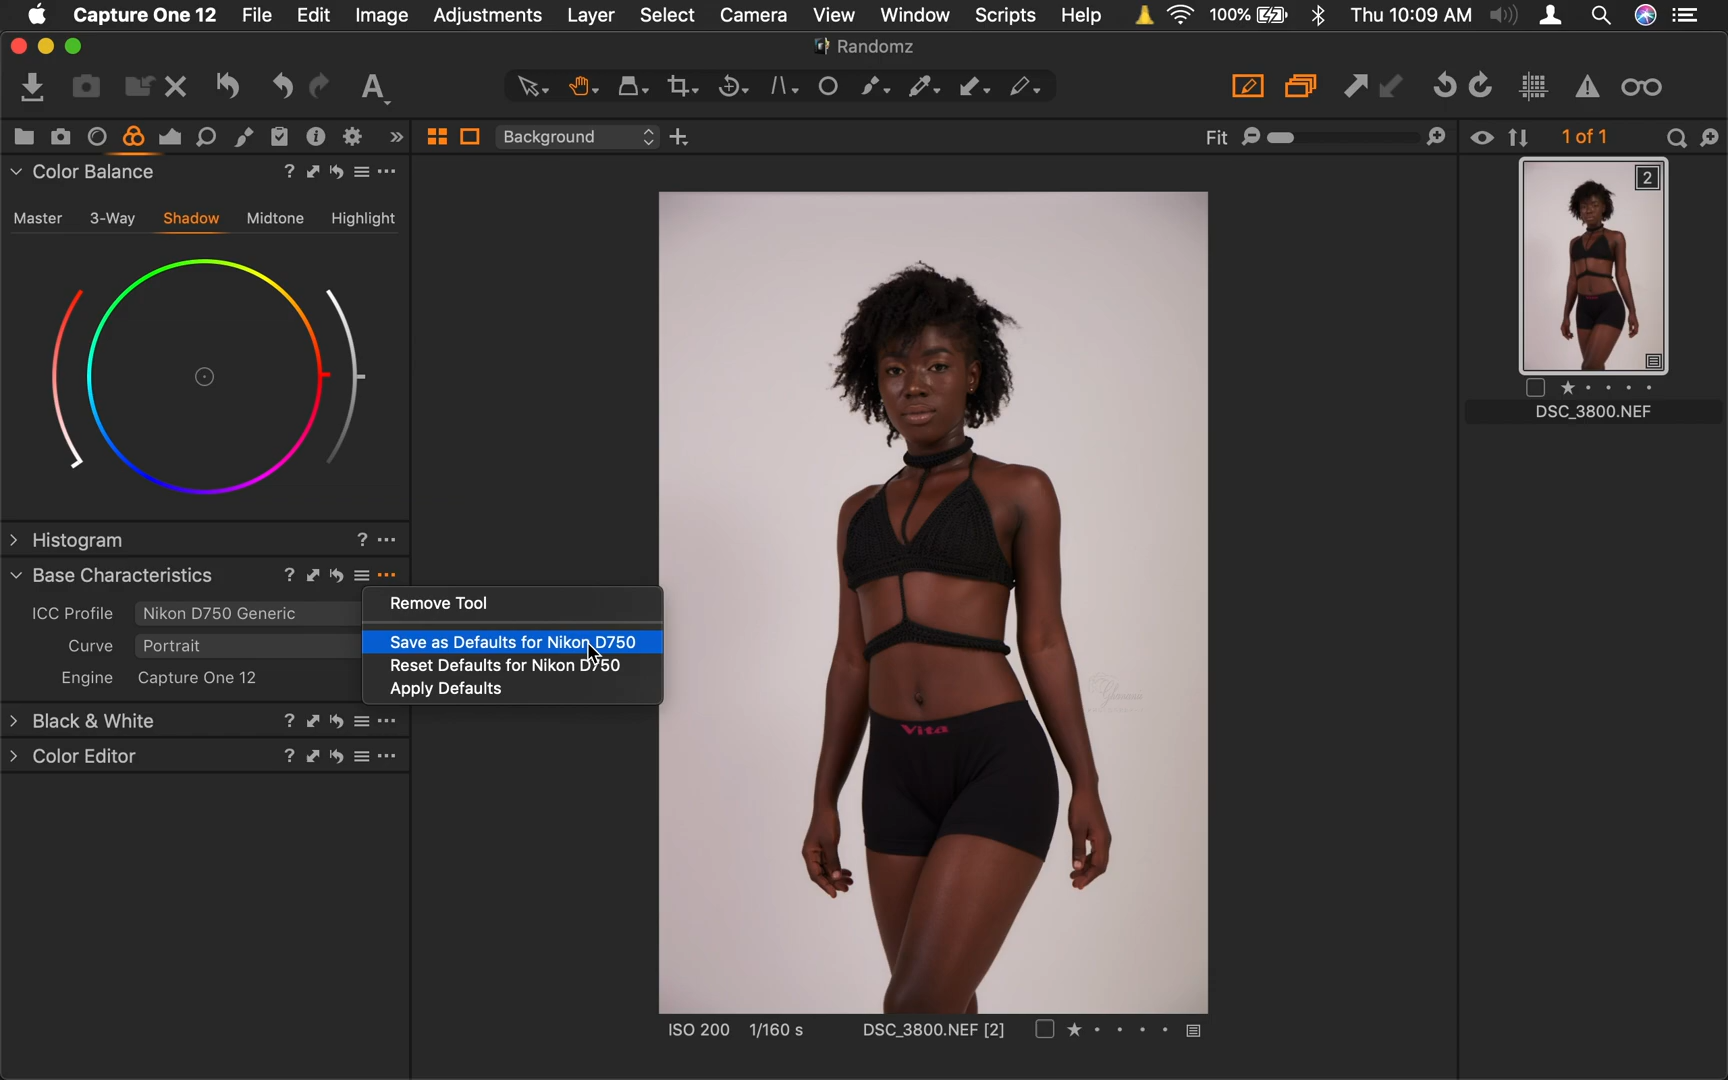 Capture One 12 File Edit Image Adjustments Layer Select Camera View Window Scripts Help 100% Thu 10:09 AM
Randomz
A
Background Fit 1 of 1
Color Balance ?
Master 3-Way Shadow Midtone Highlight
2
DSC_3800.NEF
Histogram ?
Base Characteristics ?
ICC Profile Nikon D750 Generic
Curve Portrait
Engine Capture One 12
Remove Tool
Save as Defaults for Nikon D750
Reset Defaults for Nikon D750
Apply Defaults
Black & White ?
Color Editor ?
Vita
ISO 200 1/160 s DSC_3800.NEF [2]